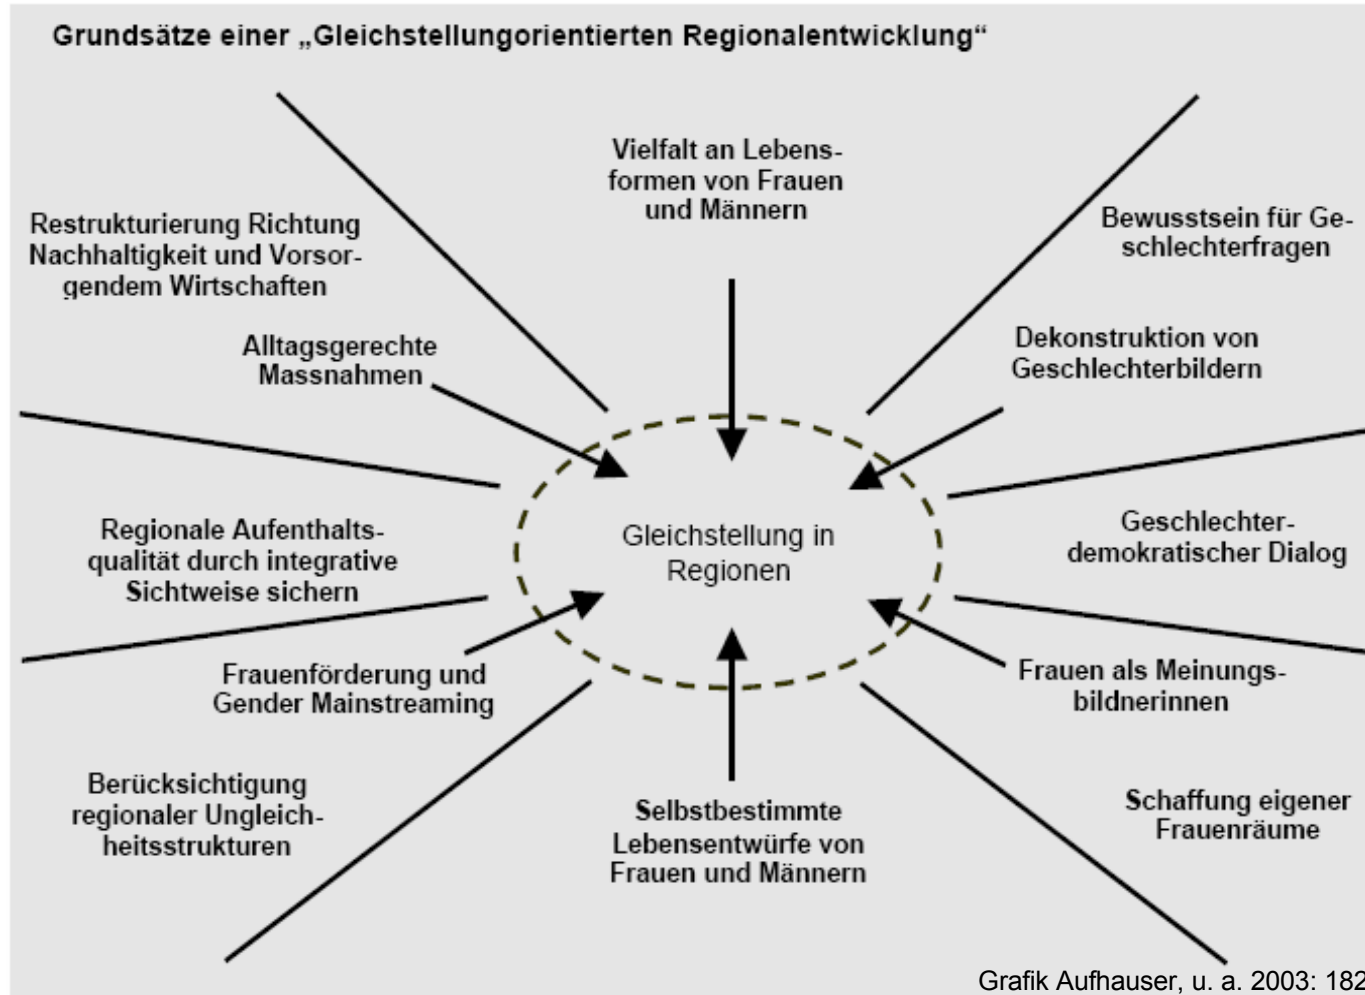 Grundsätze einer „Gleichstellungorientierten Regionalentwicklung“
Vielfalt an Lebens-
formen von Frauen
und Männern
Restrukturierung Richtung
Nachhaltigkeit und Vorsor-
gendem Wirtschaften
Bewusstsein für Ge-
schlechterfragen
Alltagsgerechte
Massnahmen
Dekonstruktion von
Geschlechterbildern
Regionale Aufenthalts-
qualität durch integrative
Sichtweise sichern
Gleichstellung in
Regionen
Geschlechter-
demokratischer Dialog
Frauenförderung und
Gender Mainstreaming
Frauen als Meinungs-
bildnerinnen
Berücksichtigung
regionaler Ungleich-
heitsstrukturen
Selbstbestimmte
Lebensentwürfe von
Frauen und Männern
Schaffung eigener
Frauenräume
Grafik Aufhauser, u. a. 2003: 182